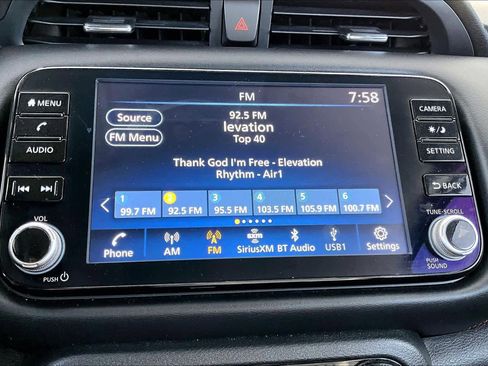 FM
7:58
MENU
Source
92.5 FM
levation
Top 40
FM Menu
CAMERA
AUDIO
SETTING
Thank God I'm Free - Elevation
Rhythm - Air1
BACK
1 2 3 4 5 6
99.7 FM 92.5 FM 95.5 FM 103.5 FM 105.9 FM 100.7 FM
VOL
TUNE•SCROLL
Phone AM FM SiriusXM BT Audio USB1 Settings
sxm
PUSH
PUSH SOUND